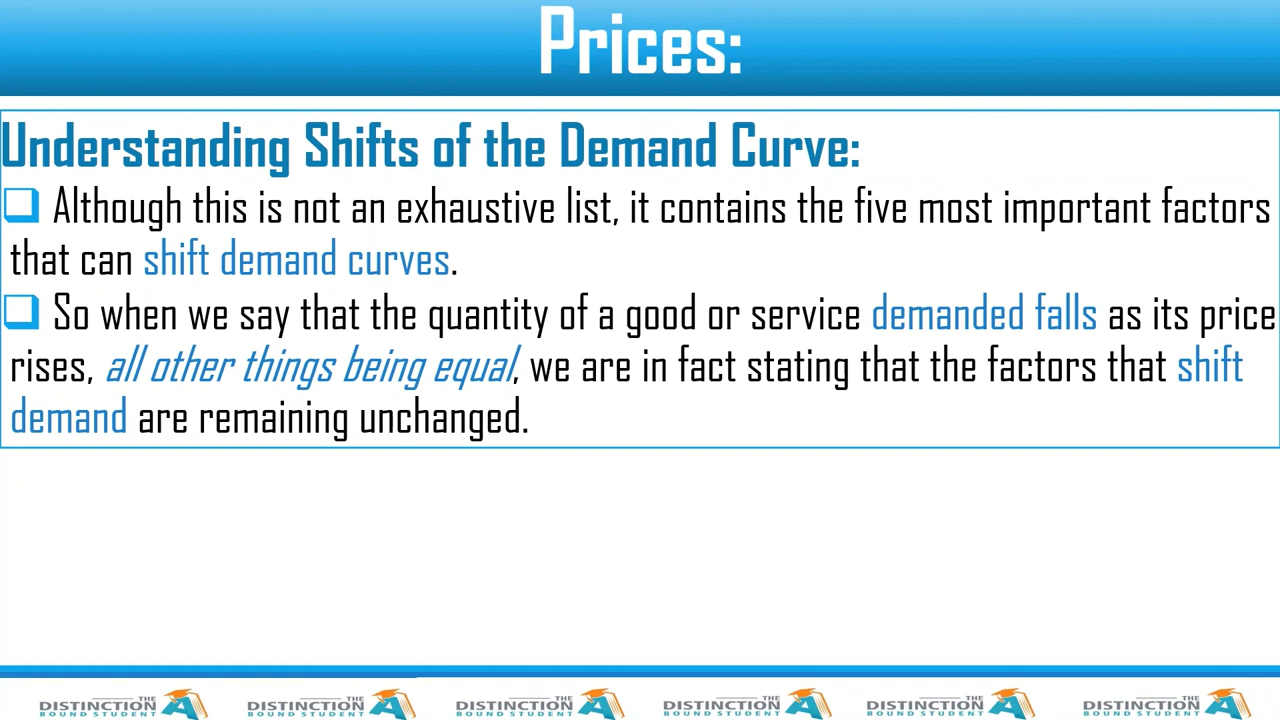 Prices:
Understanding Shifts of the Demand Curve:
Although this is not an exhaustive list, it contains the five most important factors
that can shift demand curves.
So when we say that the quantity of a good or service demanded falls as its price
rises, all other things being equal, we are in fact stating that the factors that shift
demand are remaining unchanged.
THE DISTINCTION BOUND STUDENT
THE DISTINCTION BOUND STUDENT
THE DISTINCTION BOUND STUDENT
THE DISTINCTION BOUND STUDENT
THE DISTINCTION BOUND STUDENT
THE DISTINCTION BOUND STUDENT